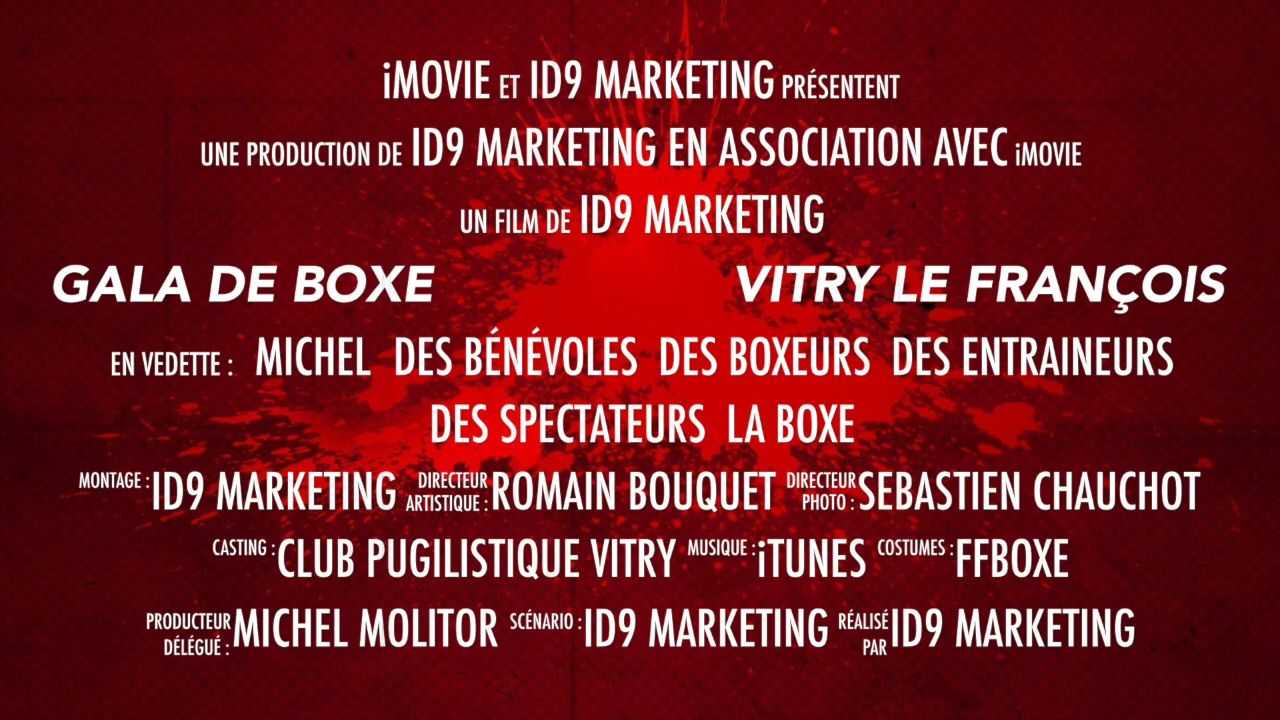 iMOVIE ET ID9 MARKETING PRÉSENTENT
UNE PRODUCTION DE ID9 MARKETING EN ASSOCIATION AVEC iMOVIE
UN FILM DE ID9 MARKETING
GALA DE BOXE VITRY LE FRANÇOIS
EN VEDETTE : MICHEL DES BÉNÉVOLES DES BOXEURS DES ENTRAINEURS
DES SPECTATEURS LA BOXE
MONTAGE : ID9 MARKETING DIRECTEUR ARTISTIQUE : ROMAIN BOUQUET DIRECTEUR PHOTO : SEBASTIEN CHAUCHOT
CASTING : CLUB PUGILISTIQUE VITRY MUSIQUE : iTUNES COSTUMES : FFBOXE
PRODUCTEUR DÉLÉGUÉ : MICHEL MOLITOR SCÉNARIO : ID9 MARKETING RÉALISÉ PAR ID9 MARKETING